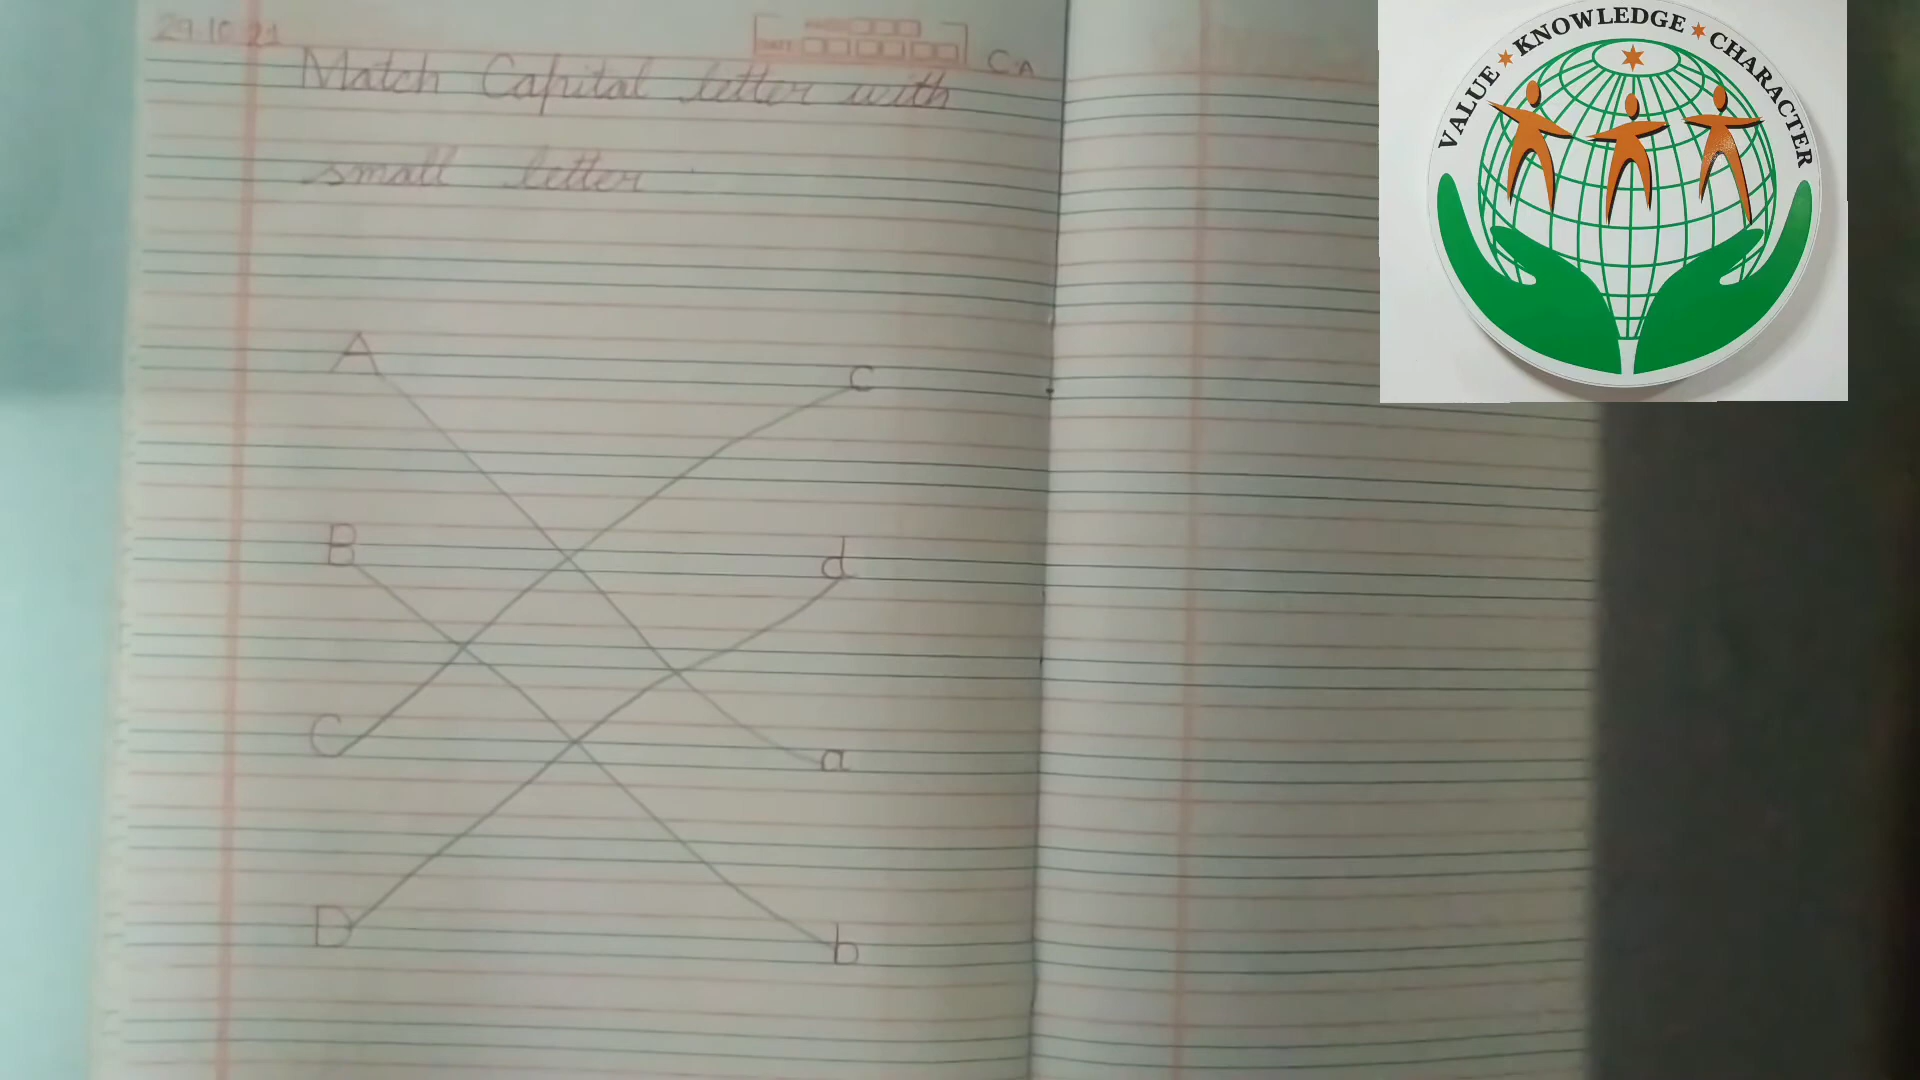 29.10.21
C.A
Match Capital letter with
small letter
A c
B d
C a
D b
VALUE ★ KNOWLEDGE ★ CHARACTER